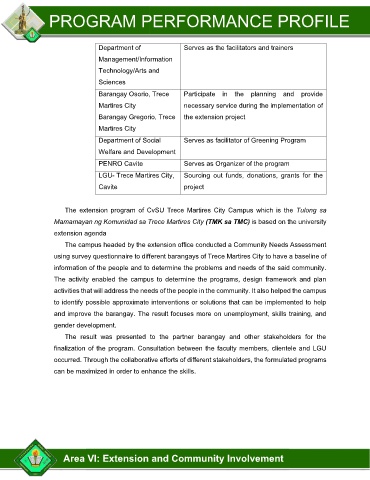 PROGRAM PERFORMANCE PROFILE
Department of
Management/Information
Technology/Arts and
Sciences
Serves as the facilitators and trainers
Barangay Osorio, Trece
Martires City
Barangay Gregorio, Trece
Martires City
Participate in the planning and provide
necessary service during the implementation of
the extension project
Department of Social
Welfare and Development
Serves as facilitator of Greening Program
PENRO Cavite
Serves as Organizer of the program
LGU- Trece Martires City,
Cavite
Sourcing out funds, donations, grants for the
project
The extension program of CvSU Trece Martires City Campus which is the Tulong sa
Mamamayan ng Komunidad sa Trece Martires City (TMK sa TMC) is based on the university
extension agenda
The campus headed by the extension office conducted a Community Needs Assessment
using survey questionnaire to different barangays of Trece Martires City to have a baseline of
information of the people and to determine the problems and needs of the said community.
The activity enabled the campus to determine the programs, design framework and plan
activities that will address the needs of the people in the community. It also helped the campus
to identify possible approximate interventions or solutions that can be implemented to help
and improve the barangay. The result focuses more on unemployment, skills training, and
gender development.
The result was presented to the partner barangay and other stakeholders for the
finalization of the program. Consultation between the faculty members, clientele and LGU
occurred. Through the collaborative efforts of different stakeholders, the formulated programs
can be maximized in order to enhance the skills.
Area VI: Extension and Community Involvement